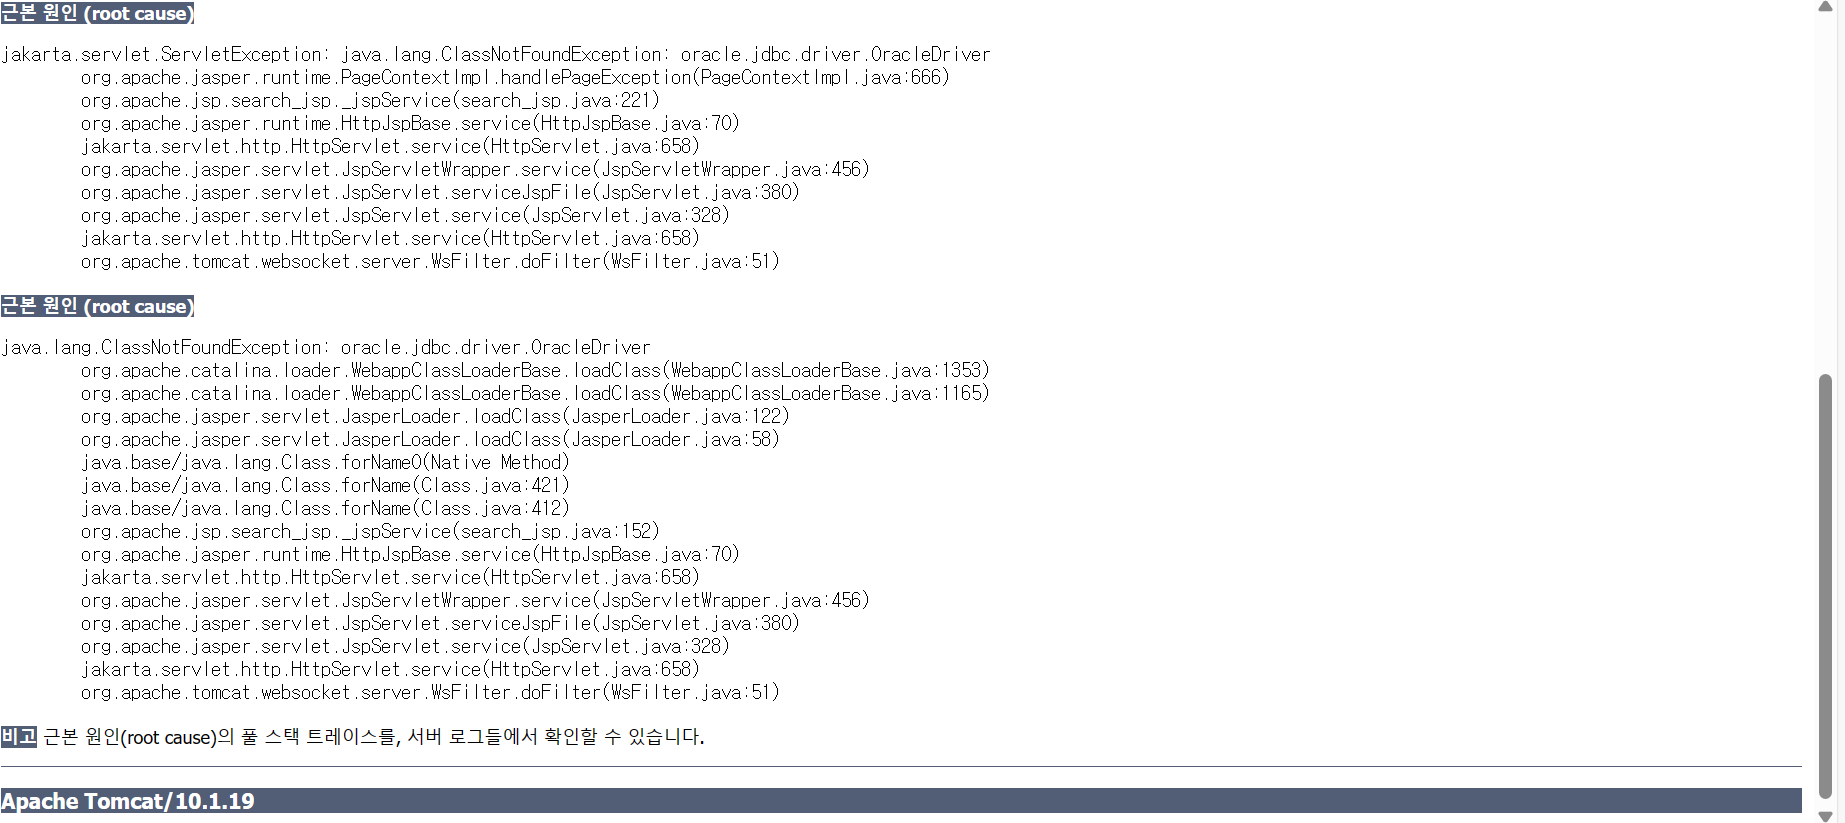 근본 원인 (root cause)
jakarta.servlet.ServletException: java.lang.ClassNotFoundException: oracle.jdbc.driver.OracleDriver
org.apache.jasper.runtime.PageContextImpl.handlePageException(PageContextImpl.java:666)
org.apache.jsp.search_jsp._jspService(search_jsp.java:221)
org.apache.jasper.runtime.HttpJspBase.service(HttpJspBase.java:70)
jakarta.servlet.http.HttpServlet.service(HttpServlet.java:658)
org.apache.jasper.servlet.JspServletWrapper.service(JspServletWrapper.java:456)
org.apache.jasper.servlet.JspServlet.serviceJspFile(JspServlet.java:380)
org.apache.jasper.servlet.JspServlet.service(JspServlet.java:328)
jakarta.servlet.http.HttpServlet.service(HttpServlet.java:658)
org.apache.tomcat.websocket.server.WsFilter.doFilter(WsFilter.java:51)
근본 원인 (root cause)
java.lang.ClassNotFoundException: oracle.jdbc.driver.OracleDriver
org.apache.catalina.loader.WebappClassLoaderBase.loadClass(WebappClassLoaderBase.java:1353)
org.apache.catalina.loader.WebappClassLoaderBase.loadClass(WebappClassLoaderBase.java:1165)
org.apache.jasper.servlet.JasperLoader.loadClass(JasperLoader.java:122)
org.apache.jasper.servlet.JasperLoader.loadClass(JasperLoader.java:58)
java.base/java.lang.Class.forName0(Native Method)
java.base/java.lang.Class.forName(Class.java:421)
java.base/java.lang.Class.forName(Class.java:412)
org.apache.jsp.search_jsp._jspService(search_jsp.java:152)
org.apache.jasper.runtime.HttpJspBase.service(HttpJspBase.java:70)
jakarta.servlet.http.HttpServlet.service(HttpServlet.java:658)
org.apache.jasper.servlet.JspServletWrapper.service(JspServletWrapper.java:456)
org.apache.jasper.servlet.JspServlet.serviceJspFile(JspServlet.java:380)
org.apache.jasper.servlet.JspServlet.service(JspServlet.java:328)
jakarta.servlet.http.HttpServlet.service(HttpServlet.java:658)
org.apache.tomcat.websocket.server.WsFilter.doFilter(WsFilter.java:51)
비고 근본 원인(root cause)의 풀 스택 트레이스를, 서버 로그들에서 확인할 수 있습니다.
Apache Tomcat/10.1.19